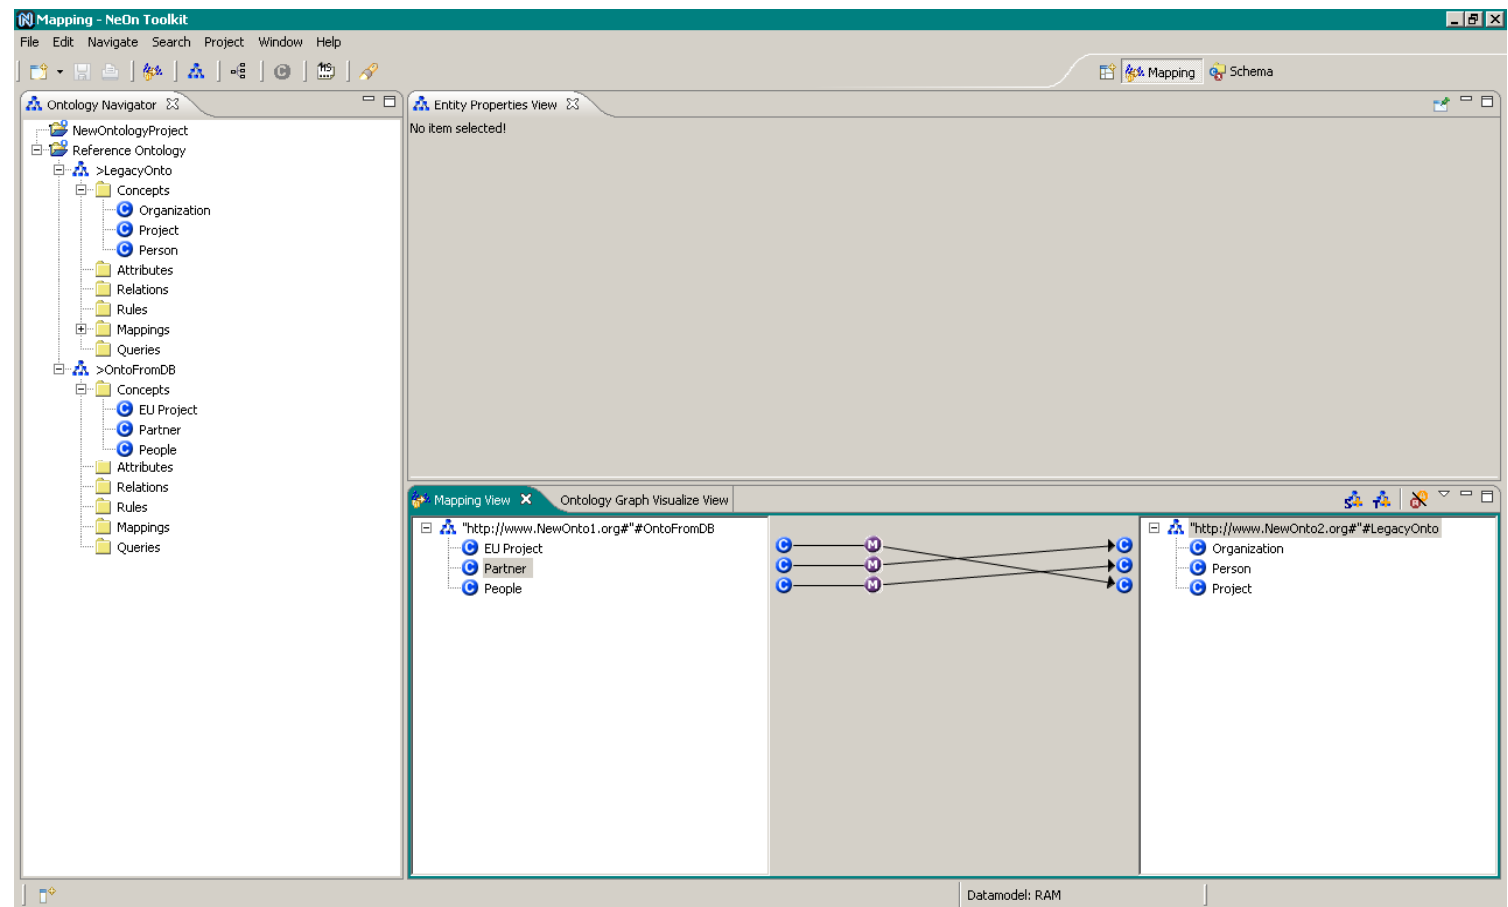 Mapping - NeOn Toolkit
File Edit Navigate Search Project Window Help
Mapping Schema
Ontology Navigator
NewOntologyProject
Reference Ontology
>LegacyOnto
Concepts
Organization
Project
Person
Attributes
Relations
Rules
Mappings
Queries
>OntoFromDB
Concepts
EU Project
Partner
People
Attributes
Relations
Rules
Mappings
Queries
Entity Properties View
No item selected!
Mapping View Ontology Graph Visualize View
"http://www.NewOnto1.org#"#OntoFromDB
EU Project
Partner
People
C M C
C M C
C M C
"http://www.NewOnto2.org#"#LegacyOnto
Organization
Person
Project
Datamodel: RAM